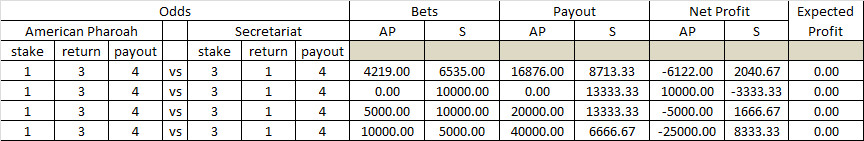 Odds Bets Payout Net Profit Expected
American Pharoah Secretariat AP S AP S AP S Profit
stake return payout stake return payout
1 3 4 vs 3 1 4 4219.00 6535.00 16876.00 8713.33 -6122.00 2040.67 0.00
1 3 4 vs 3 1 4 0.00 10000.00 0.00 13333.33 10000.00 -3333.33 0.00
1 3 4 vs 3 1 4 5000.00 10000.00 20000.00 13333.33 -5000.00 1666.67 0.00
1 3 4 vs 3 1 4 10000.00 5000.00 40000.00 6666.67 -25000.00 8333.33 0.00